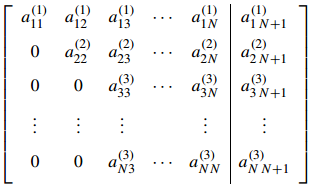 a_{11}^{(1)} a_{12}^{(1)} a_{13}^{(1)} ⋯ a_{1N}^{(1)} | a_{1\,N+1}^{(1)}
0 a_{22}^{(2)} a_{23}^{(2)} ⋯ a_{2N}^{(2)} | a_{2\,N+1}^{(2)}
0 0 a_{33}^{(3)} ⋯ a_{3N}^{(3)} | a_{3\,N+1}^{(3)}
⋮ ⋮ ⋮ ⋮ | ⋮
0 0 a_{N3}^{(3)} ⋯ a_{NN}^{(3)} | a_{N\,N+1}^{(3)}